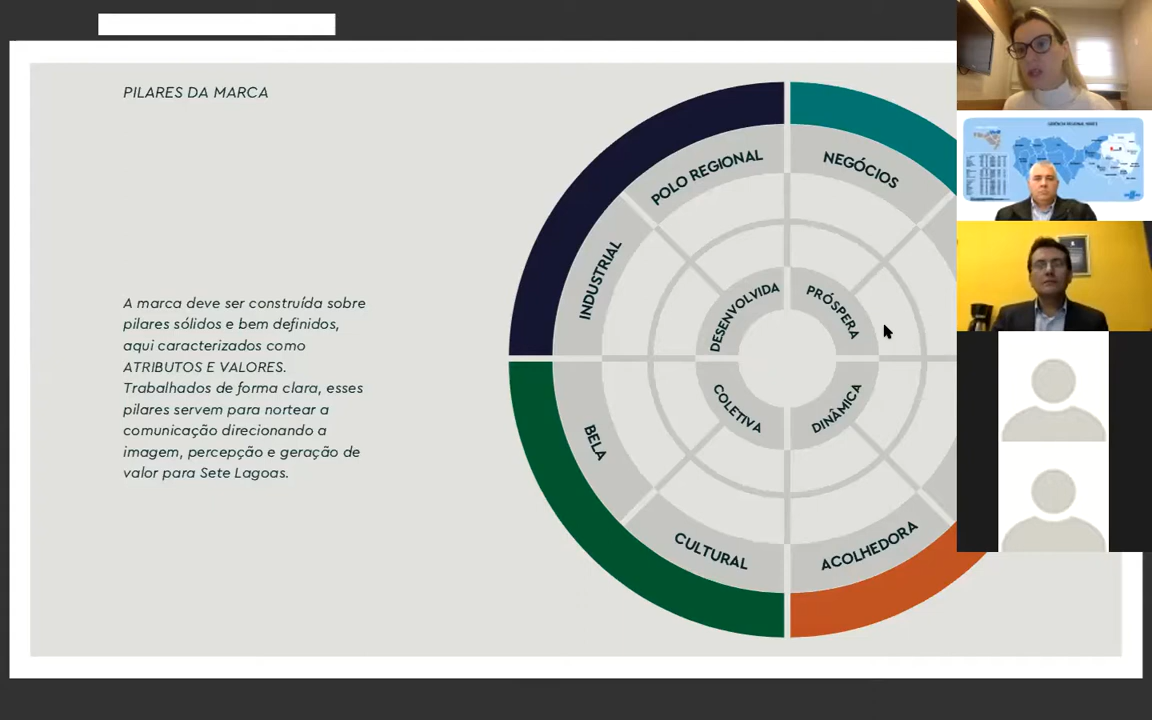 PILARES DA MARCA
A marca deve ser construída sobre
pilares sólidos e bem definidos,
aqui caracterizados como
ATRIBUTOS E VALORES.
Trabalhados de forma clara, esses
pilares servem para nortear a
comunicação direcionando a
imagem, percepção e geração de
valor para Sete Lagoas.
POLO REGIONAL
NEGÓCIOS
INDUSTRIAL
DESENVOLVIDA
PRÓSPERA
COLETIVA
DINÂMICA
BELA
CULTURAL
ACOLHEDORA